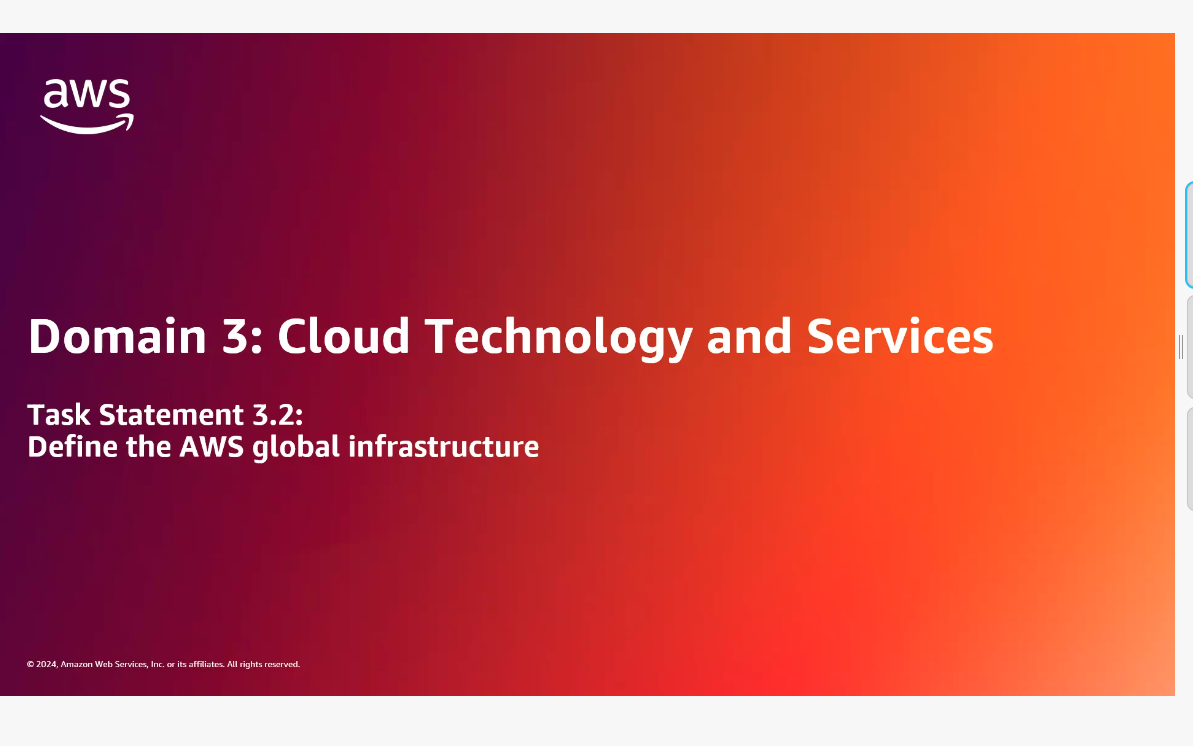 aws
Domain 3: Cloud Technology and Services
Task Statement 3.2:
Define the AWS global infrastructure
© 2024, Amazon Web Services, Inc. or its affiliates. All rights reserved.